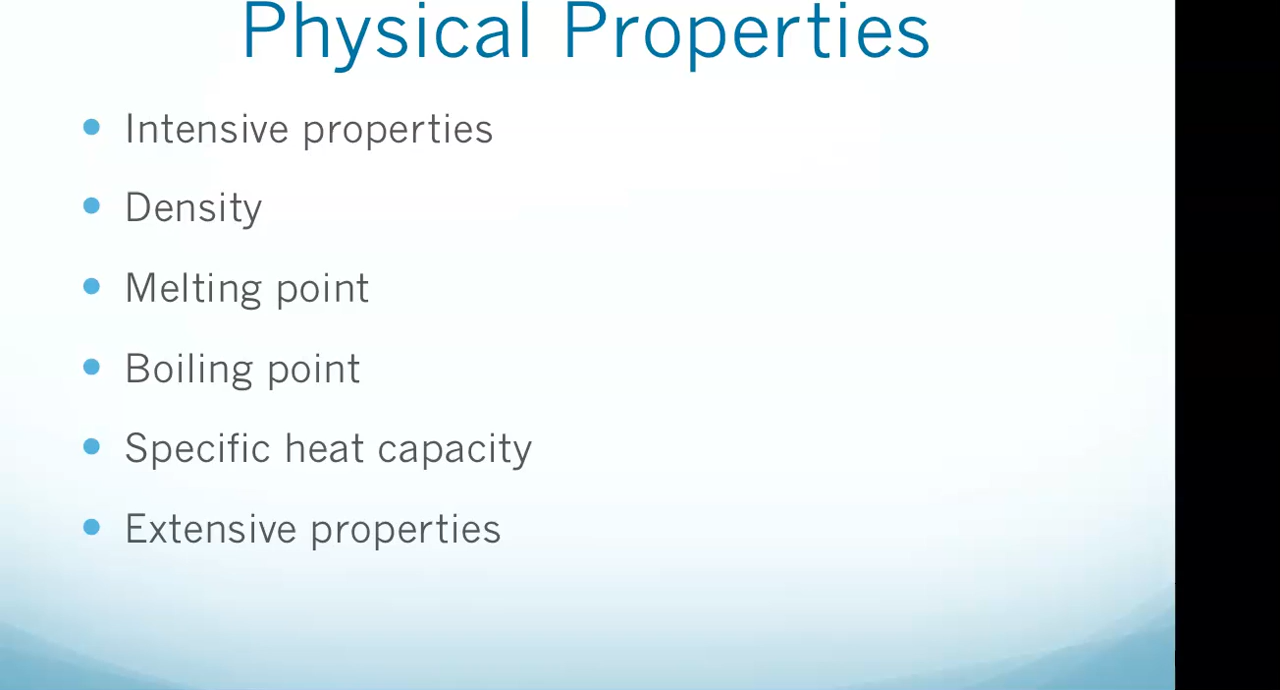 Physical Properties
• Intensive properties
• Density
• Melting point
• Boiling point
• Specific heat capacity
• Extensive properties